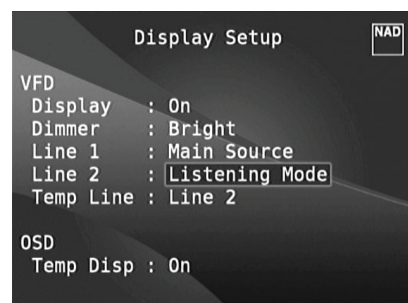 Display Setup
NAD
VFD
Display : On
Dimmer : Bright
Line 1 : Main Source
Line 2 : Listening Mode
Temp Line : Line 2
OSD
Temp Disp : On